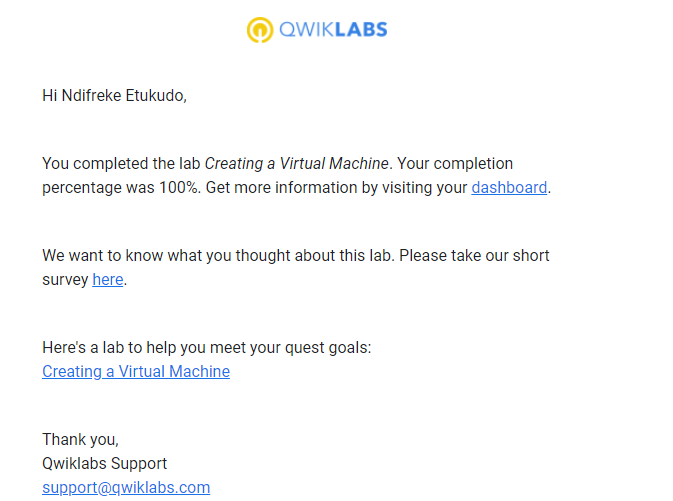 QWIKLABS
Hi Ndifreke Etukudo,
You completed the lab Creating a Virtual Machine. Your completion
percentage was 100%. Get more information by visiting your dashboard.
We want to know what you thought about this lab. Please take our short
survey here.
Here's a lab to help you meet your quest goals:
Creating a Virtual Machine
Thank you,
Qwiklabs Support
support@qwiklabs.com